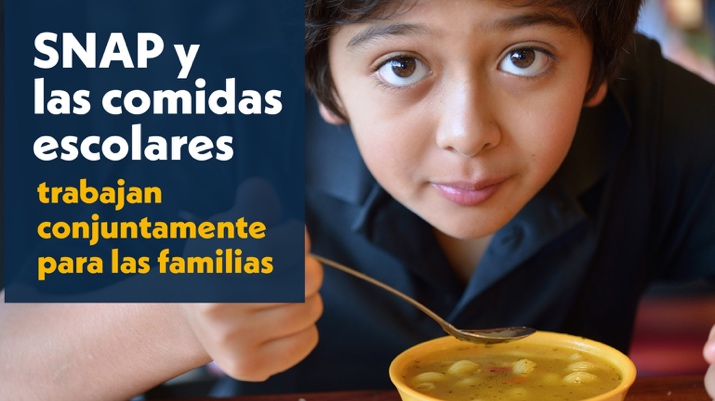 SNAP y
las comidas
escolares
trabajan
conjuntamente
para las familias